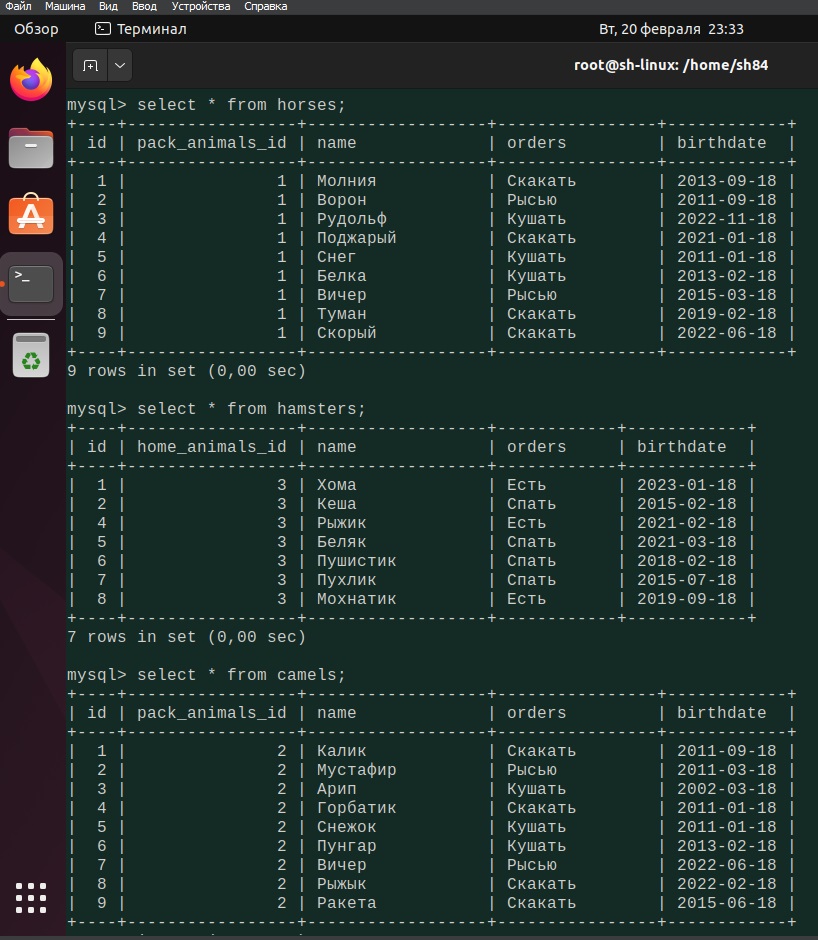 Файл Машина Вид Ввод Устройства Справка
Обзор Терминал Вт, 20 февраля 23:33
root@sh-linux: /home/sh84
mysql> select * from horses;
+----+-----------------+------------------+----------------+------------+
| id | pack_animals_id | name | orders | birthdate |
+----+-----------------+------------------+----------------+------------+
| 1 | 1 | Молния | Скакать | 2013-09-18 |
| 2 | 1 | Ворон | Рысью | 2011-09-18 |
| 3 | 1 | Рудольф | Кушать | 2022-11-18 |
| 4 | 1 | Поджарый | Скакать | 2021-01-18 |
| 5 | 1 | Снег | Кушать | 2011-01-18 |
| 6 | 1 | Белка | Кушать | 2013-02-18 |
| 7 | 1 | Вичер | Рысью | 2015-03-18 |
| 8 | 1 | Туман | Скакать | 2019-02-18 |
| 9 | 1 | Скорый | Скакать | 2022-06-18 |
+----+-----------------+------------------+----------------+------------+
9 rows in set (0,00 sec)
mysql> select * from hamsters;
+----+-----------------+------------------+------------+------------+
| id | home_animals_id | name | orders | birthdate |
+----+-----------------+------------------+------------+------------+
| 1 | 3 | Хома | Есть | 2023-01-18 |
| 2 | 3 | Кеша | Спать | 2015-02-18 |
| 4 | 3 | Рыжик | Есть | 2021-02-18 |
| 5 | 3 | Беляк | Спать | 2021-03-18 |
| 6 | 3 | Пушистик | Спать | 2018-02-18 |
| 7 | 3 | Пухлик | Спать | 2015-07-18 |
| 8 | 3 | Мохнатик | Есть | 2019-09-18 |
+----+-----------------+------------------+------------+------------+
7 rows in set (0,00 sec)
mysql> select * from camels;
+----+-----------------+------------------+----------------+------------+
| id | pack_animals_id | name | orders | birthdate |
+----+-----------------+------------------+----------------+------------+
| 1 | 2 | Калик | Скакать | 2011-09-18 |
| 2 | 2 | Мустафир | Рысью | 2011-03-18 |
| 3 | 2 | Арип | Кушать | 2002-03-18 |
| 4 | 2 | Горбатик | Скакать | 2011-01-18 |
| 5 | 2 | Снежок | Кушать | 2011-01-18 |
| 6 | 2 | Пунгар | Кушать | 2013-02-18 |
| 7 | 2 | Вичер | Рысью | 2022-06-18 |
| 8 | 2 | Рыжык | Скакать | 2022-02-18 |
| 9 | 2 | Ракета | Скакать | 2015-06-18 |
+----+-----------------+------------------+----------------+------------+